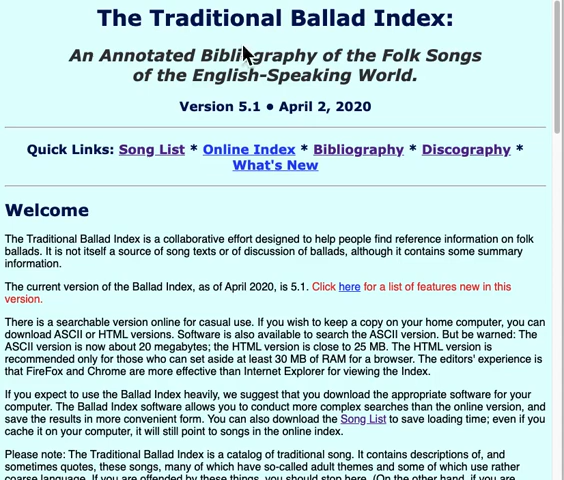 The Traditional Ballad Index:
An Annotated Bibliography of the Folk Songs
of the English-Speaking World.
Version 5.1 • April 2, 2020
Quick Links: Song List * Online Index * Bibliography * Discography *
What's New
Welcome
The Traditional Ballad Index is a collaborative effort designed to help people find reference information on folk
ballads. It is not itself a source of song texts or of discussion of ballads, although it contains some summary
information.
The current version of the Ballad Index, as of April 2020, is 5.1. Click here for a list of features new in this
version.
There is a searchable version online for casual use. If you wish to keep a copy on your home computer, you can
download ASCII or HTML versions. Software is also available to search the ASCII version. But be warned: The
ASCII version is now about 20 megabytes; the HTML version is close to 25 MB. The HTML version is
recommended only for those who can set aside at least 30 MB of RAM for a browser. The editors' experience is
that FireFox and Chrome are more effective than Internet Explorer for viewing the Index.
If you expect to use the Ballad Index heavily, we suggest that you download the appropriate software for your
computer. The Ballad Index software allows you to conduct more complex searches than the online version, and
save the results in more convenient form. You can also download the Song List to save loading time; even if you
cache it on your computer, it will still point to songs in the online index.
Please note: The Traditional Ballad Index is a catalog of traditional song. It contains descriptions of, and
sometimes quotes, these songs, many of which have so-called adult themes and some of which use rather
coarse language. If you are offended by these things, you should stop here. (On the other hand, if you are